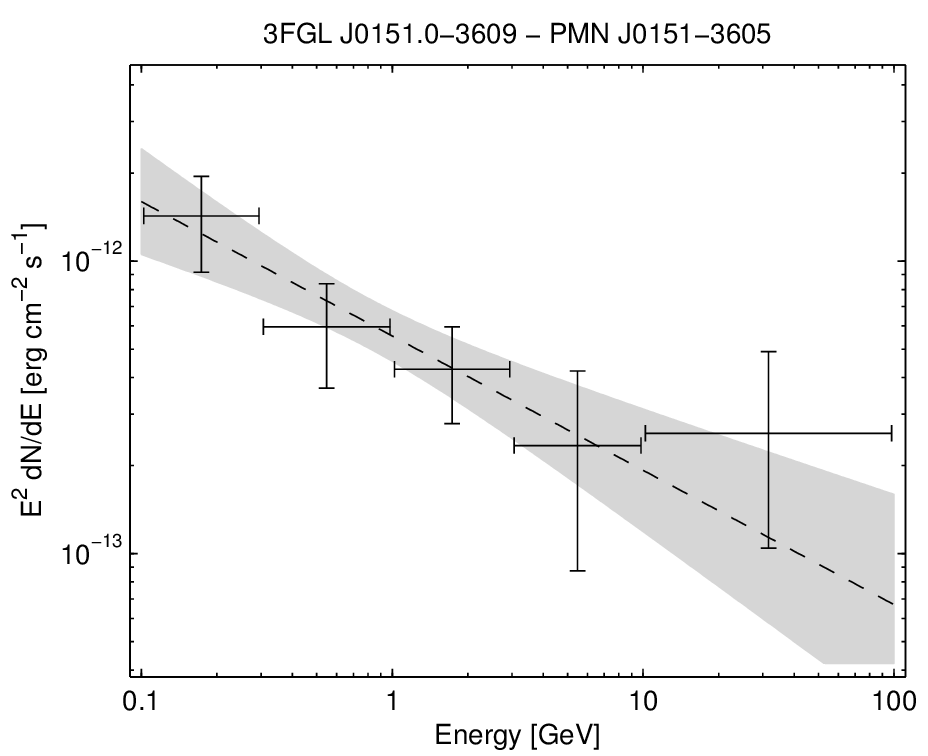 3FGL J0151.0−3609 − PMN J0151−3605
E² dN/dE [erg cm⁻² s⁻¹]
10⁻¹²
10⁻¹³
0.1 1 10 100
Energy [GeV]